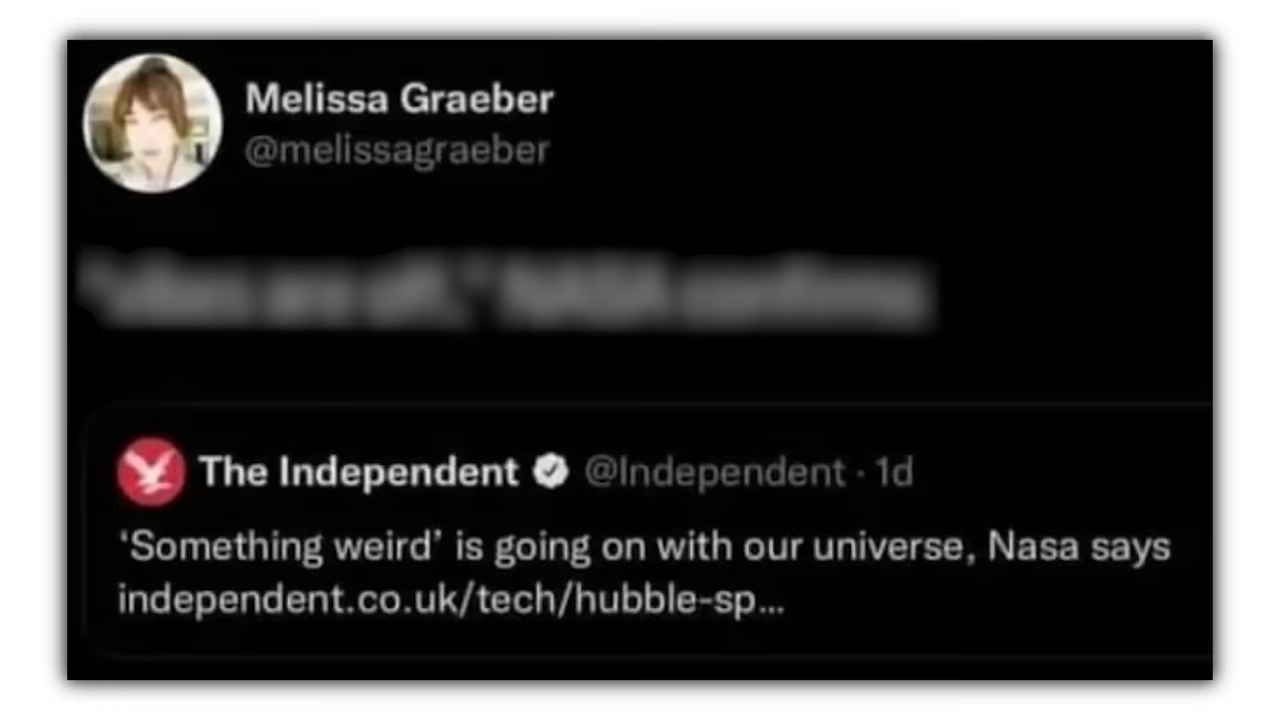 Melissa Graeber
@melissagraeber
The Independent @Independent · 1d
‘Something weird’ is going on with our universe, Nasa says
independent.co.uk/tech/hubble-sp...